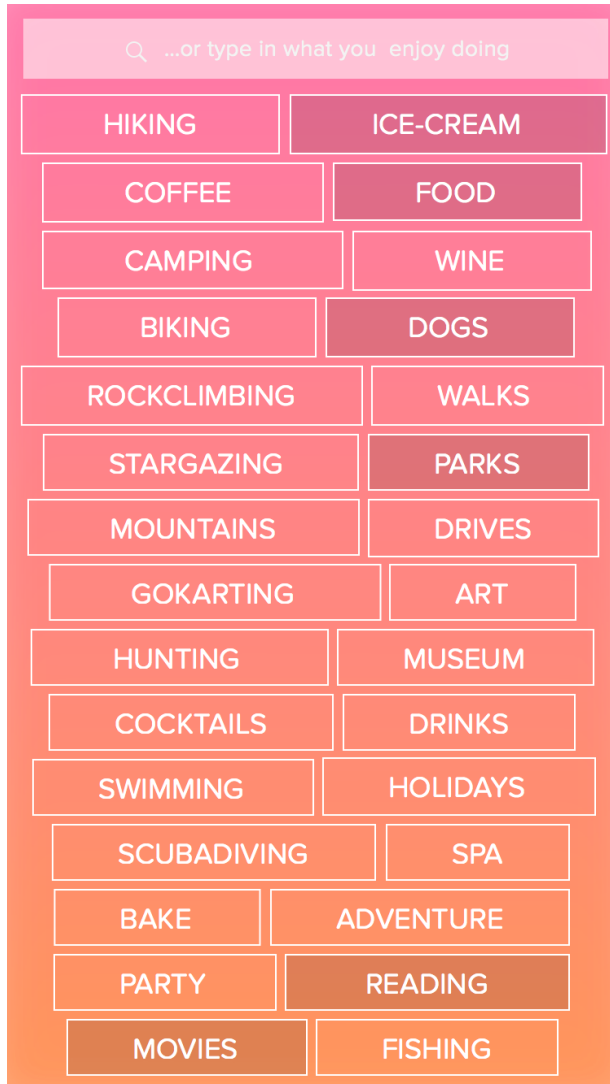 ...or type in what you enjoy doing
HIKING ICE-CREAM
COFFEE FOOD
CAMPING WINE
BIKING DOGS
ROCKCLIMBING WALKS
STARGAZING PARKS
MOUNTAINS DRIVES
GOKARTING ART
HUNTING MUSEUM
COCKTAILS DRINKS
SWIMMING HOLIDAYS
SCUBADIVING SPA
BAKE ADVENTURE
PARTY READING
MOVIES FISHING